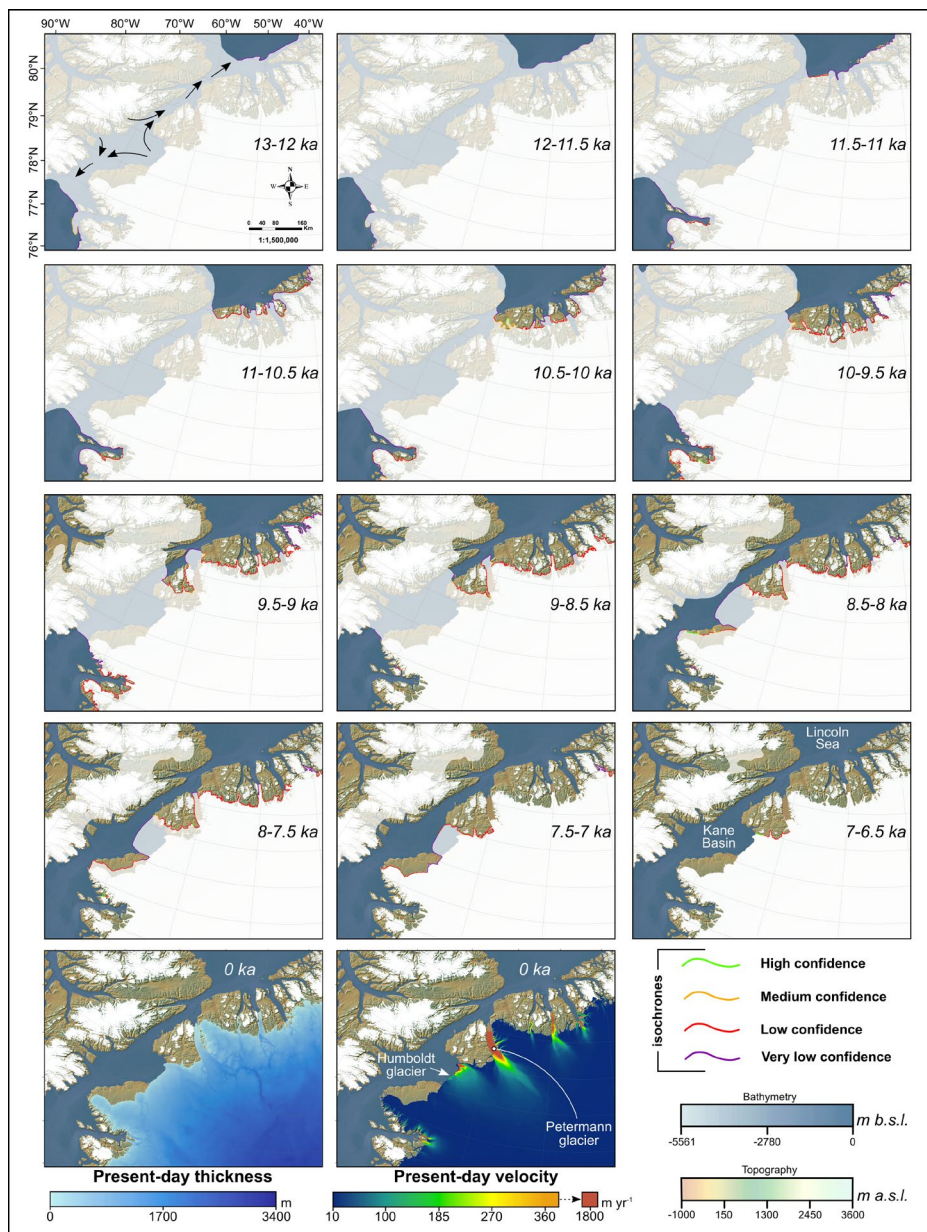 90°W 80°W 70°W 60°W 50°W 40°W
80°N
79°N
78°N
77°N
76°N
13-12 ka
N
W E
S
0 40 80 160
Km
1:1,500,000
12-11.5 ka
11.5-11 ka
11-10.5 ka
10.5-10 ka
10-9.5 ka
9.5-9 ka
9-8.5 ka
8.5-8 ka
8-7.5 ka
7.5-7 ka
Lincoln
Sea
Kane
Basin
7-6.5 ka
0 ka
Present-day thickness
m
0 1700 3400
0 ka
Humboldt
glacier
Petermann
glacier
Present-day velocity
m yr⁻¹
10 100 185 270 360 1800
isochrones
High confidence
Medium confidence
Low confidence
Very low confidence
Bathymetry
m b.s.l.
-5561 -2780 0
Topography
m a.s.l.
-1000 150 1300 2450 3600